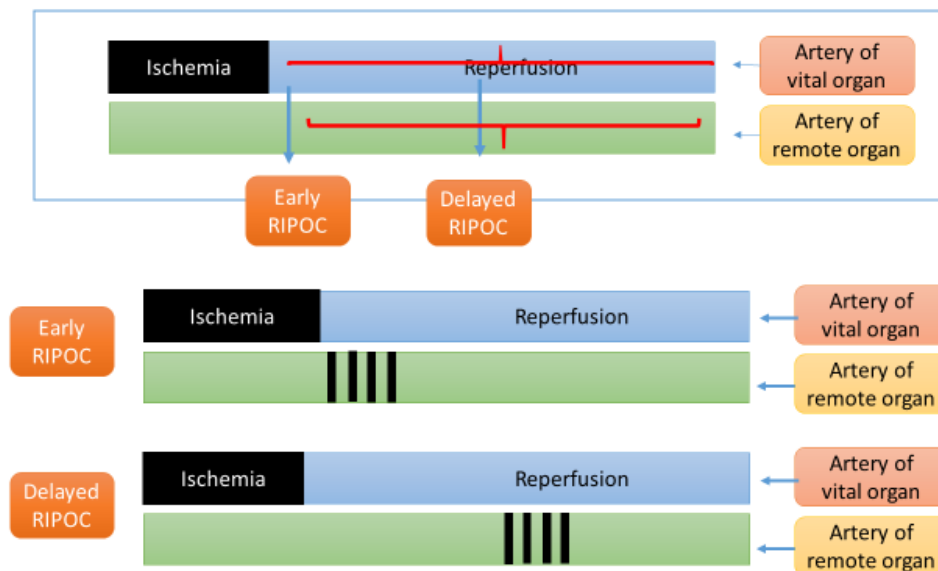 Ischemia
Reperfusion
Artery of
vital organ
Artery of
remote organ
Early
RIPOC
Delayed
RIPOC
Early
RIPOC
Ischemia
Reperfusion
Artery of
vital organ
Artery of
remote organ
Delayed
RIPOC
Ischemia
Reperfusion
Artery of
vital organ
Artery of
remote organ